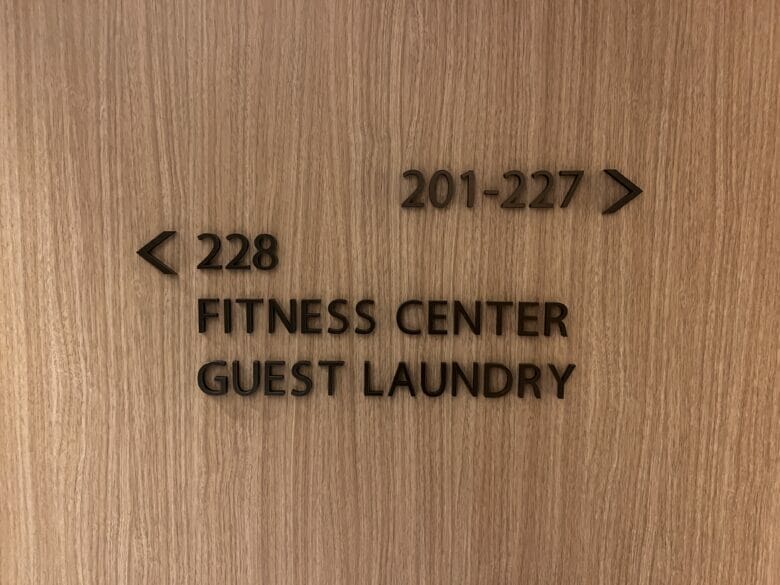 201-227 >
< 228
FITNESS CENTER
GUEST LAUNDRY